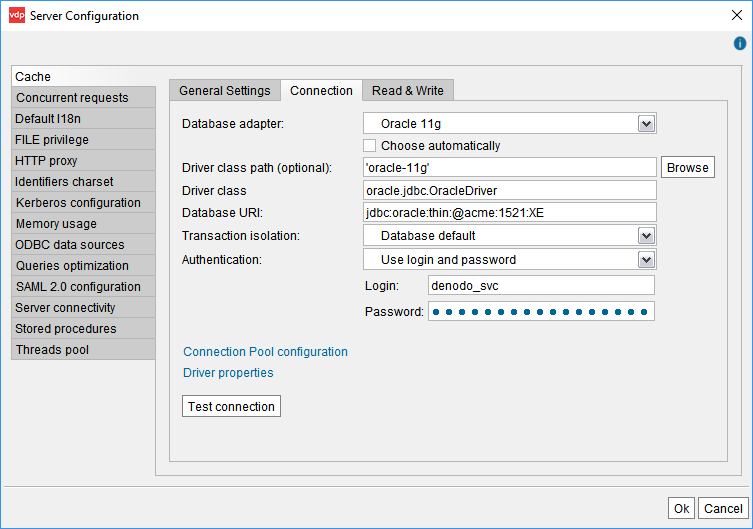 vdp Server Configuration
i
Cache
Concurrent requests
Default I18n
FILE privilege
HTTP proxy
Identifiers charset
Kerberos configuration
Memory usage
ODBC data sources
Queries optimization
SAML 2.0 configuration
Server connectivity
Stored procedures
Threads pool
General Settings Connection Read & Write
Database adapter: Oracle 11g
Choose automatically
Driver class path (optional): 'oracle-11g' Browse
Driver class oracle.jdbc.OracleDriver
Database URI: jdbc:oracle:thin:@acme:1521:XE
Transaction isolation: Database default
Authentication: Use login and password
Login: denodo_svc
Password:
Connection Pool configuration
Driver properties
Test connection
Ok Cancel